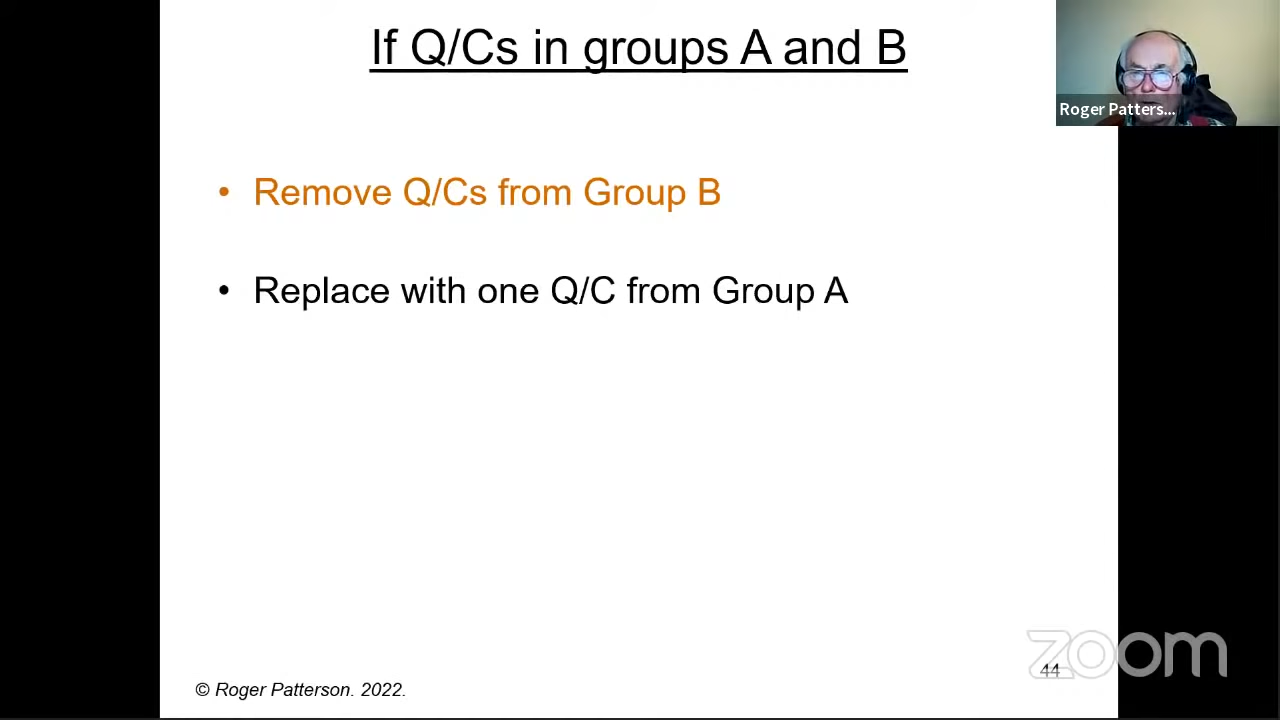 If Q/Cs in groups A and B
Roger Patters...
• Remove Q/Cs from Group B
• Replace with one Q/C from Group A
zoom
44
© Roger Patterson. 2022.